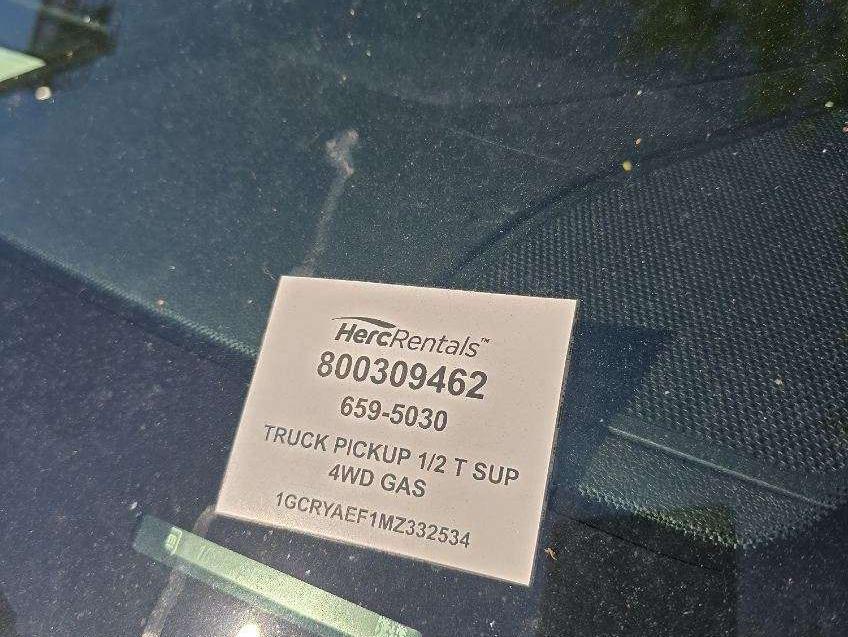 HercRentals™
800309462
659-5030
TRUCK PICKUP 1/2 T SUP
4WD GAS
1GCRYAEF1MZ332534